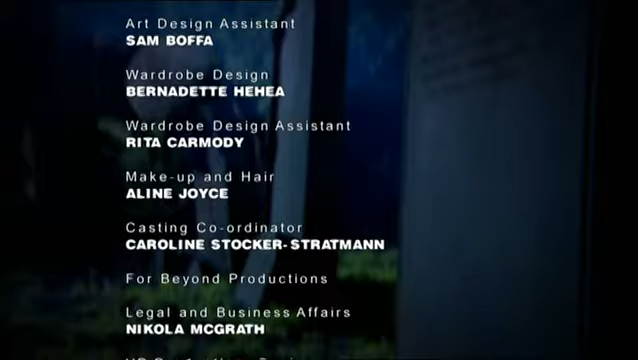 Art Design Assistant
SAM BOFFA
Wardrobe Design
BERNADETTE HEHEA
Wardrobe Design Assistant
RITA CARMODY
Make-up and Hair
ALINE JOYCE
Casting Co-ordinator
CAROLINE STOCKER-STRATMANN
For Beyond Productions
Legal and Business Affairs
NIKOLA MCGRATH